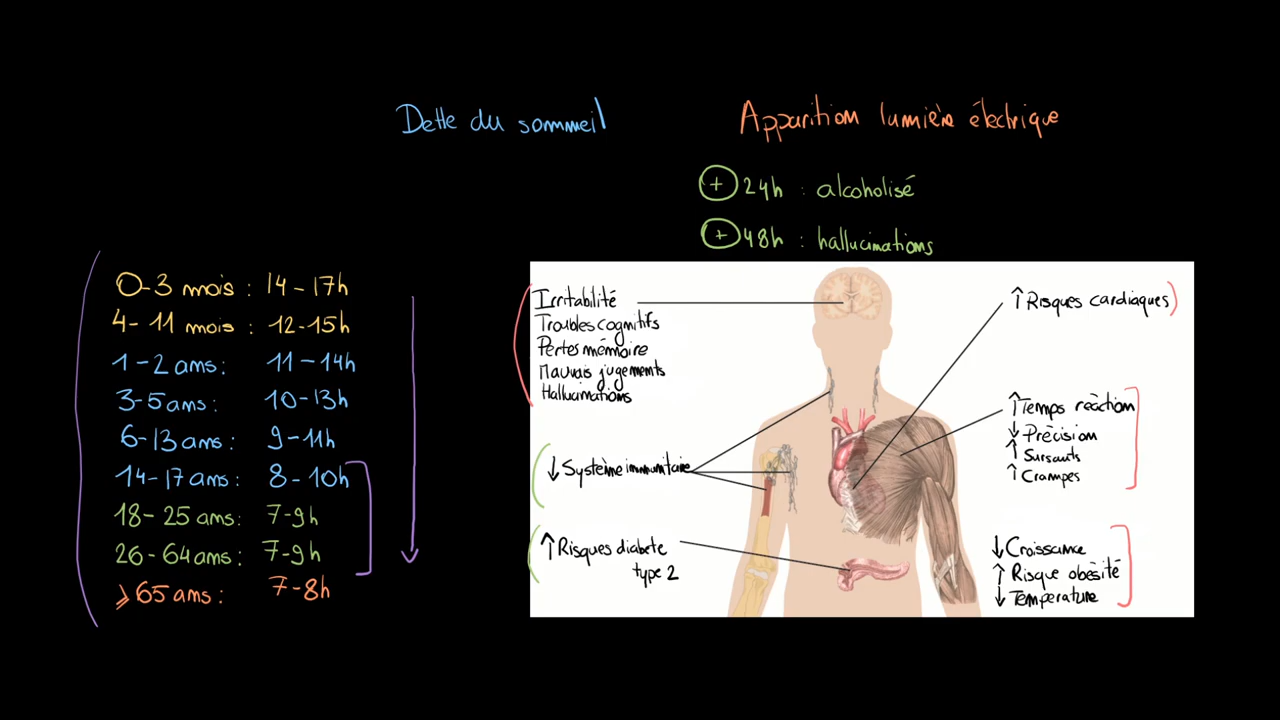 Dette du sommeil
Apparition lumière électrique
+ 24h : alcoolisé
+ 48h : hallucinations
0-3 mois : 14-17h
4-11 mois : 12-15h
1-2 ans : 11-14h
3-5 ans : 10-13h
6-13 ans : 9-11h
14-17 ans : 8-10h
18-25 ans : 7-9h
26-64 ans : 7-9h
⩾ 65 ans : 7-8h
Irritabilité
Troubles cognitifs
Pertes mémoire
Mauvais jugements
Hallucinations
↓ Système immunitaire
↑ Risques diabète
type 2
↑ Risques cardiaques
↑ Temps réaction
↓ Précision
↑ Sursauts
↑ Crampes
↓ Croissance
↑ Risque obésité
↓ Température